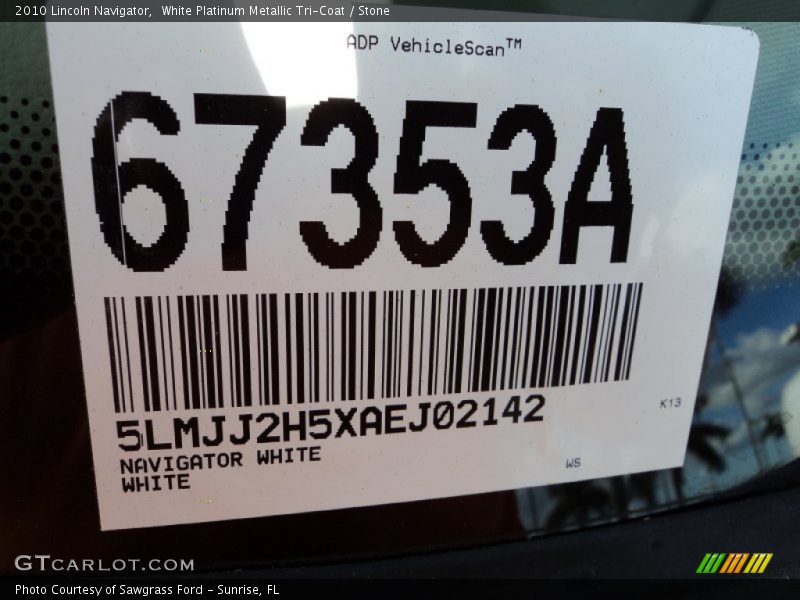 2010 Lincoln Navigator,  White Platinum Metallic Tri-Coat / Stone
ADP VehicleScan™
67353A
5LMJJ2H5XAEJ02142
K13
NAVIGATOR WHITE
WS
WHITE
GTCARLOT.COM
Photo Courtesy of Sawgrass Ford - Sunrise, FL